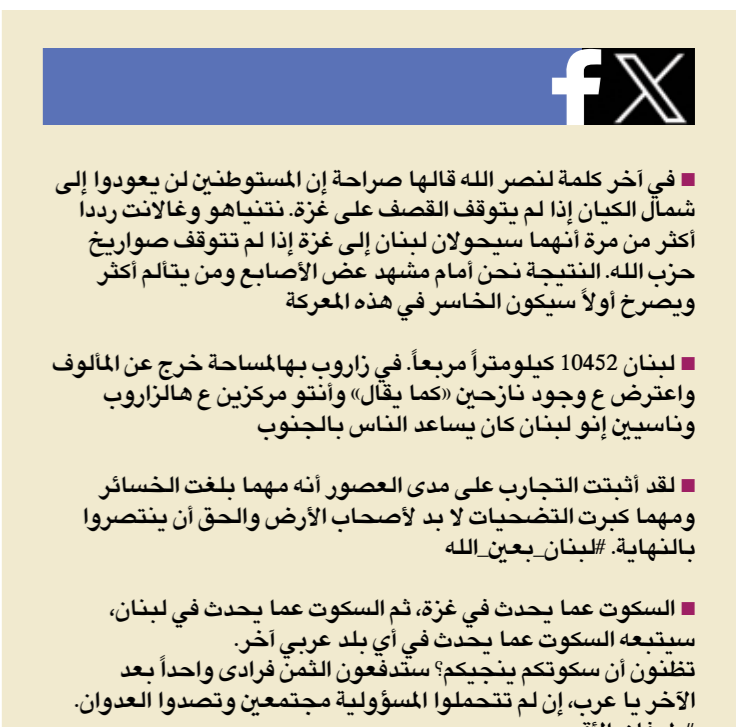 ■ في آخر كلمة لنصر الله قالها صراحة إن المستوطنين لن يعودوا إلى
شمال الكيان إذا لم يتوقف القصف على غزة. نتنياهو وغالانت رددا
أكثر من مرة أنهما سيحولان لبنان إلى غزة إذا لم تتوقف صواريخ
حزب الله. النتيجة نحن أمام مشهد عض الأصابع ومن يتألم أكثر
ويصرخ أولاً سيكون الخاسر في هذه المعركة
■ لبنان 10452 كيلومتراً مربعاً. في زاروب بهالمساحة خرج عن المألوف
واعترض ع وجود نازحين «كما يقال» وأنتو مركزين ع هالزاروب
وناسيين إنو لبنان كان يساعد الناس بالجنوب
■ لقد أثبتت التجارب على مدى العصور أنه مهما بلغت الخسائر
ومهما كبرت التضحيات لا بد لأصحاب الأرض والحق أن ينتصروا
بالنهاية. #لبنان_بعين_الله
■ السكوت عما يحدث في غزة، ثم السكوت عما يحدث في لبنان،
سيتبعه السكوت عما يحدث في أي بلد عربي آخر.
تظنون أن سكوتكم ينجيكم؟ ستدفعون الثمن فرادى واحداً بعد
الآخر يا عرب، إن لم تتحملوا المسؤولية مجتمعين وتصدوا العدوان.